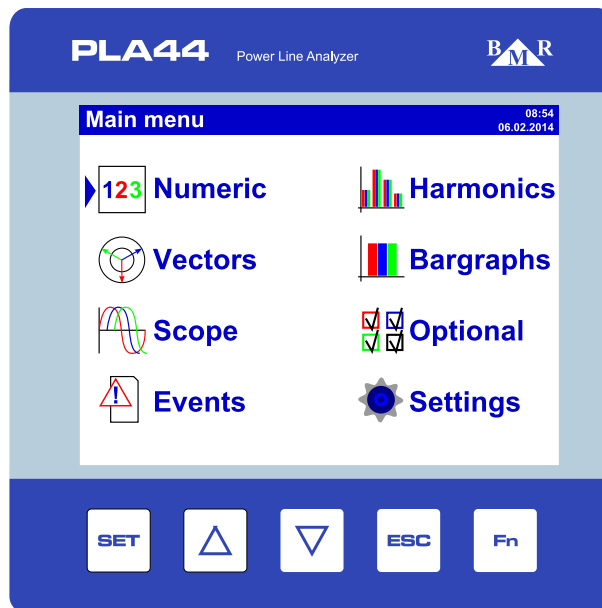 PLA44 Power Line Analyzer BMR
Main menu 08:54
06.02.2014
123 Numeric Harmonics
Vectors Bargraphs
Scope Optional
! Events Settings
SET ESC Fn